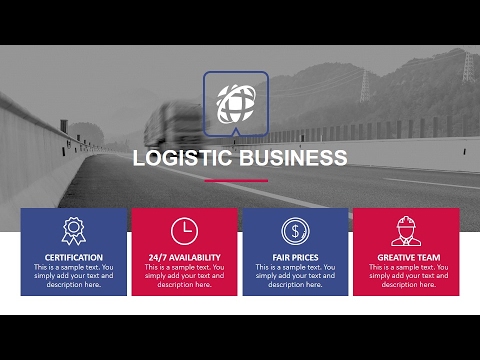 LOGISTIC BUSINESS
CERTIFICATION
This is a sample text. You
simply add your text and
description here.
24/7 AVAILABILITY
This is a sample text. You
simply add your text and
description here.
$
FAIR PRICES
This is a sample text. You
simply add your text and
description here.
GREATIVE TEAM
This is a sample text. You
simply add your text and
description here.